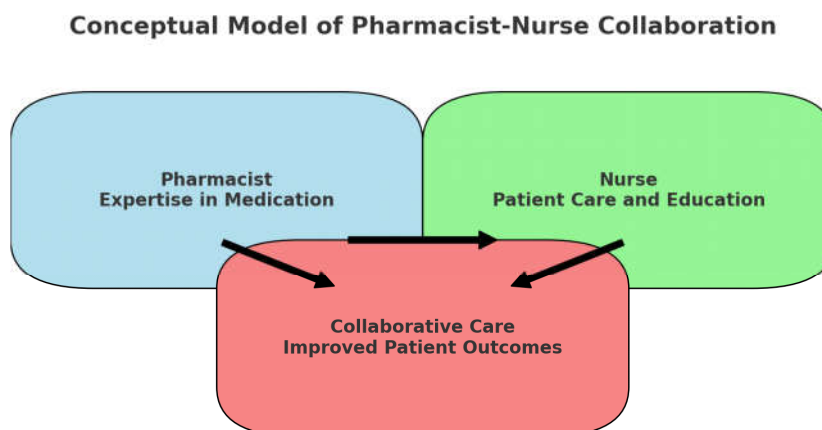 Conceptual Model of Pharmacist-Nurse Collaboration
Pharmacist
Expertise in Medication
Nurse
Patient Care and Education
Collaborative Care
Improved Patient Outcomes